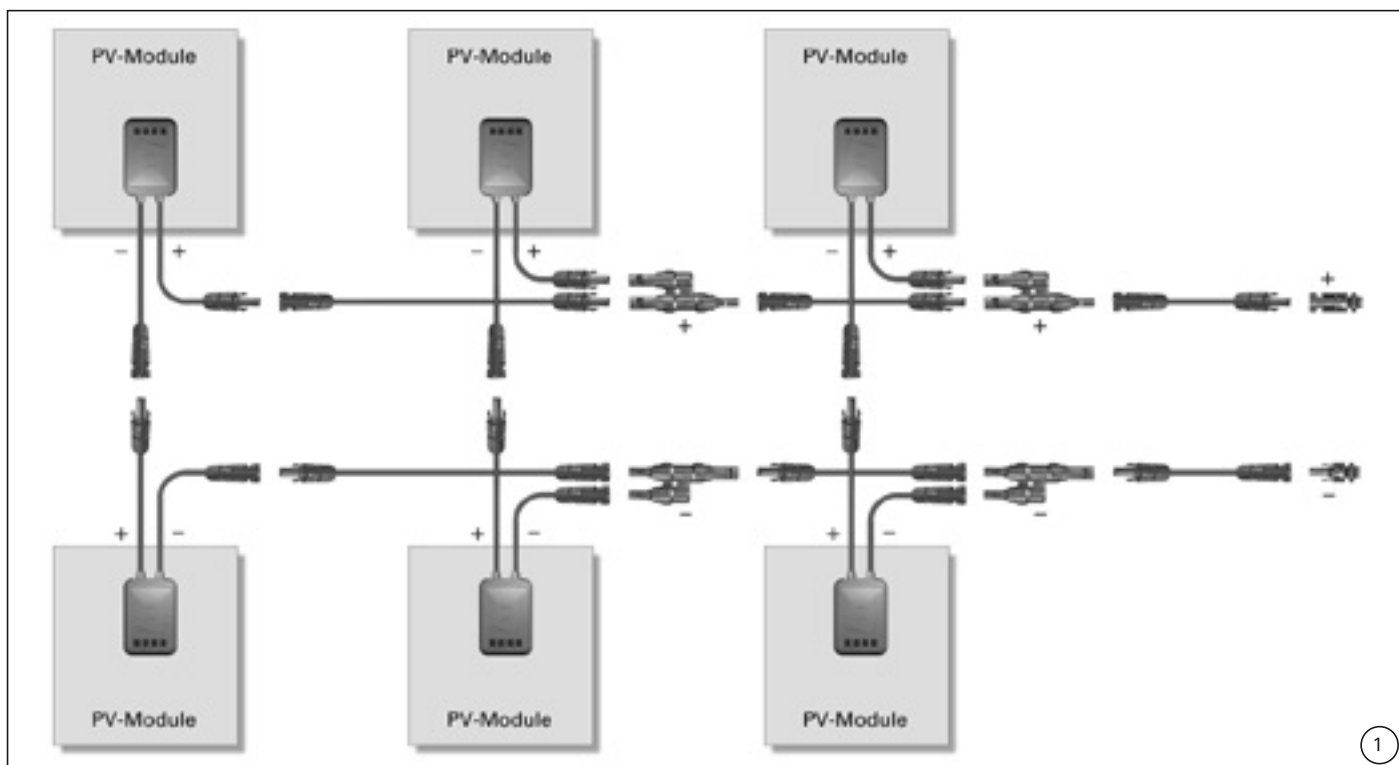 PV-Module PV-Module PV-Module
− + − + − +
+
+ +
− −
−
+ − + − + −
PV-Module PV-Module PV-Module
1